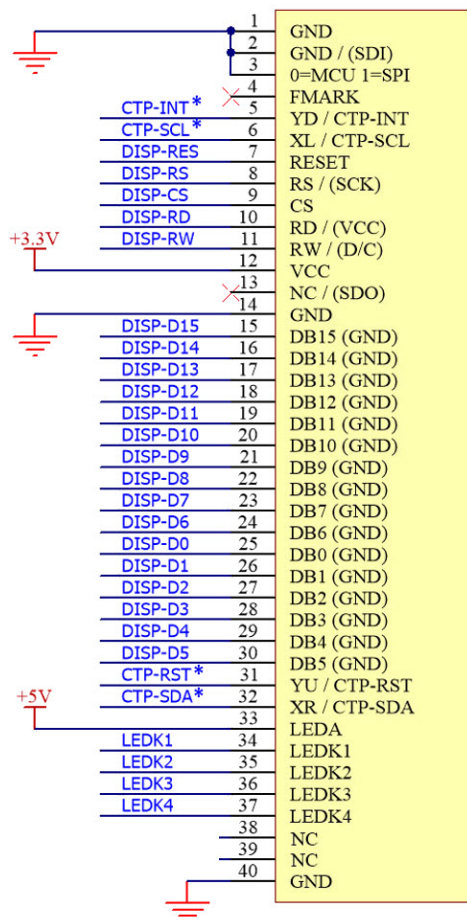 1 GND
2 GND / (SDI)
3 0=MCU 1=SPI
4 FMARK
CTP-INT* 5 YD / CTP-INT
CTP-SCL* 6 XL / CTP-SCL
DISP-RES 7 RESET
DISP-RS 8 RS / (SCK)
DISP-CS 9 CS
DISP-RD 10 RD / (VCC)
DISP-RW 11 RW / (D/C)
+3.3V 12 VCC
13 NC / (SDO)
14 GND
DISP-D15 15 DB15 (GND)
DISP-D14 16 DB14 (GND)
DISP-D13 17 DB13 (GND)
DISP-D12 18 DB12 (GND)
DISP-D11 19 DB11 (GND)
DISP-D10 20 DB10 (GND)
DISP-D9 21 DB9 (GND)
DISP-D8 22 DB8 (GND)
DISP-D7 23 DB7 (GND)
DISP-D6 24 DB6 (GND)
DISP-D0 25 DB0 (GND)
DISP-D1 26 DB1 (GND)
DISP-D2 27 DB2 (GND)
DISP-D3 28 DB3 (GND)
DISP-D4 29 DB4 (GND)
DISP-D5 30 DB5 (GND)
CTP-RST* 31 YU / CTP-RST
CTP-SDA* 32 XR / CTP-SDA
+5V 33 LEDA
LEDK1 34 LEDK1
LEDK2 35 LEDK2
LEDK3 36 LEDK3
LEDK4 37 LEDK4
38 NC
39 NC
40 GND